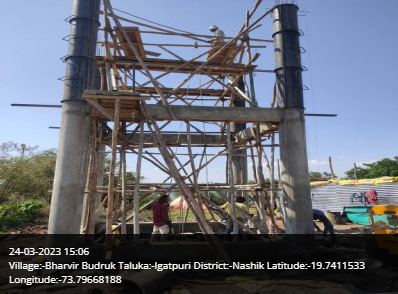 24-03-2023 15:06
Village:-Bharvir Budruk Taluka:-Igatpuri District:-Nashik Latitude:-19.7411533
Longitude:-73.79668188